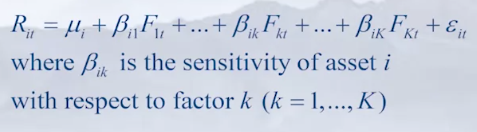 R_it = μ_i + β_i1 F_1t + ... + β_ik F_kt + ... + β_iK F_Kt + ε_it
where β_ik is the sensitivity of asset i
with respect to factor k (k = 1,..., K)